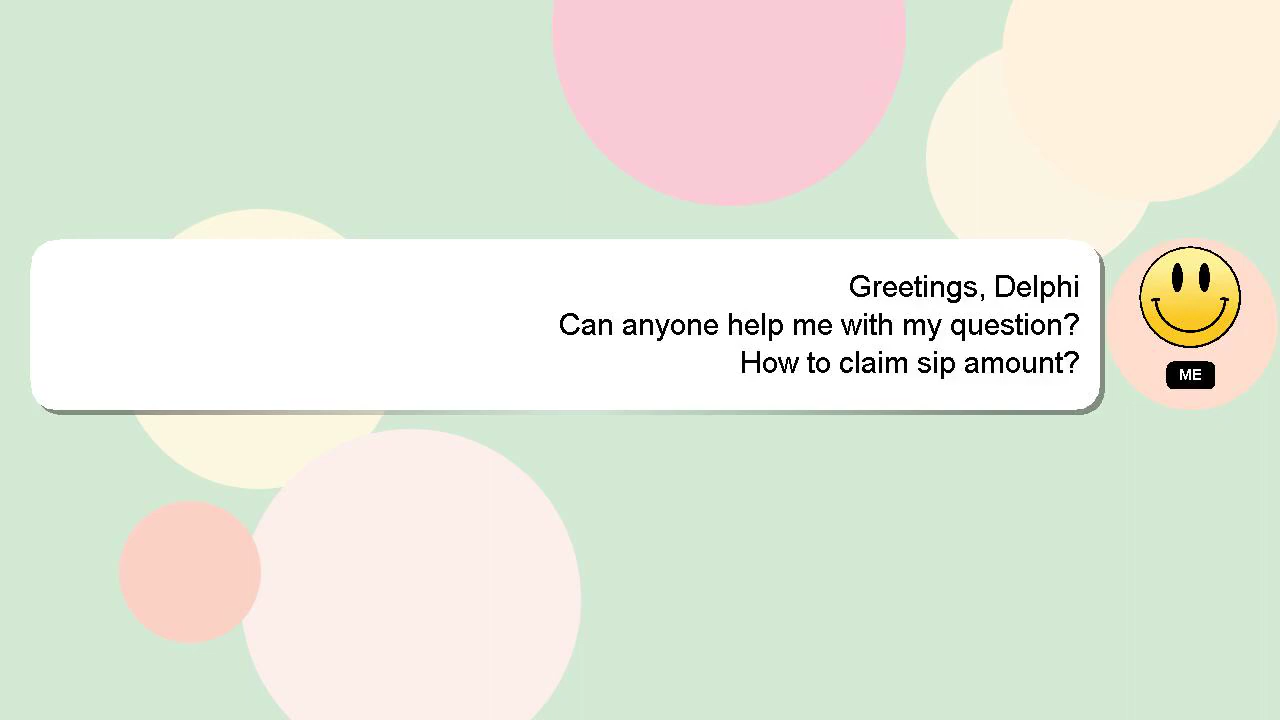 Greetings, Delphi
Can anyone help me with my question?
How to claim sip amount?
ME